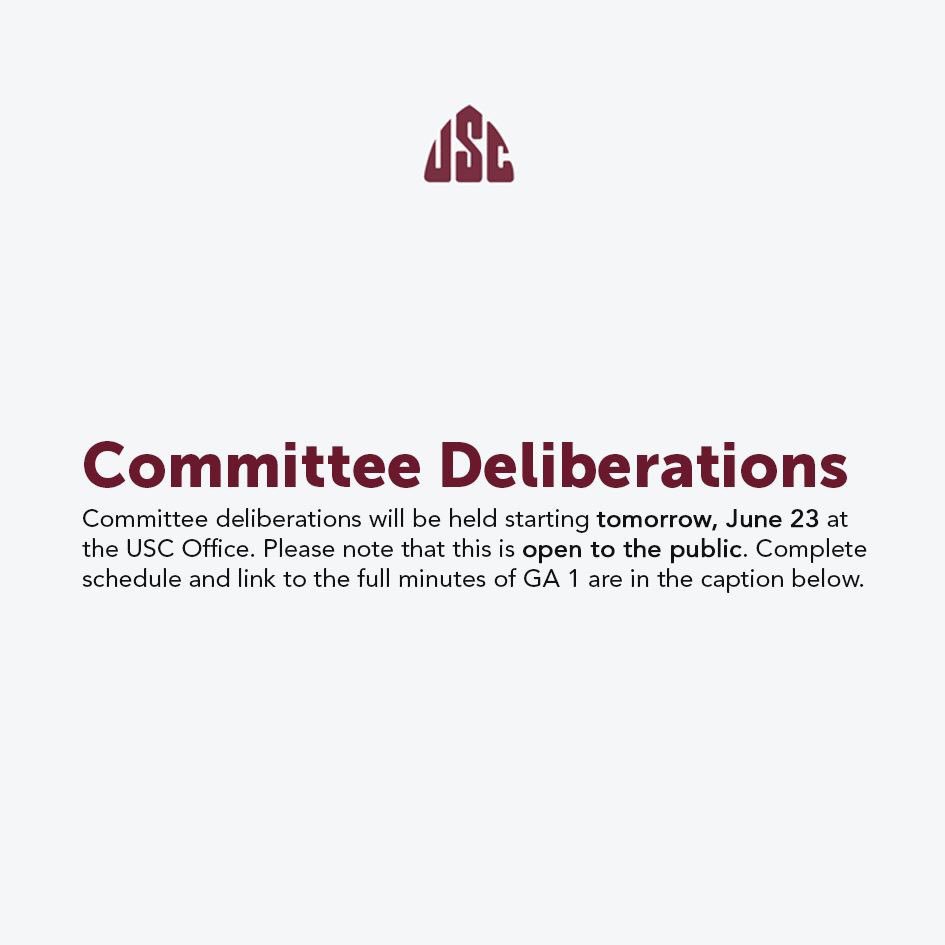 USC
Committee Deliberations
Committee deliberations will be held starting tomorrow, June 23 at
the USC Office. Please note that this is open to the public. Complete
schedule and link to the full minutes of GA 1 are in the caption below.